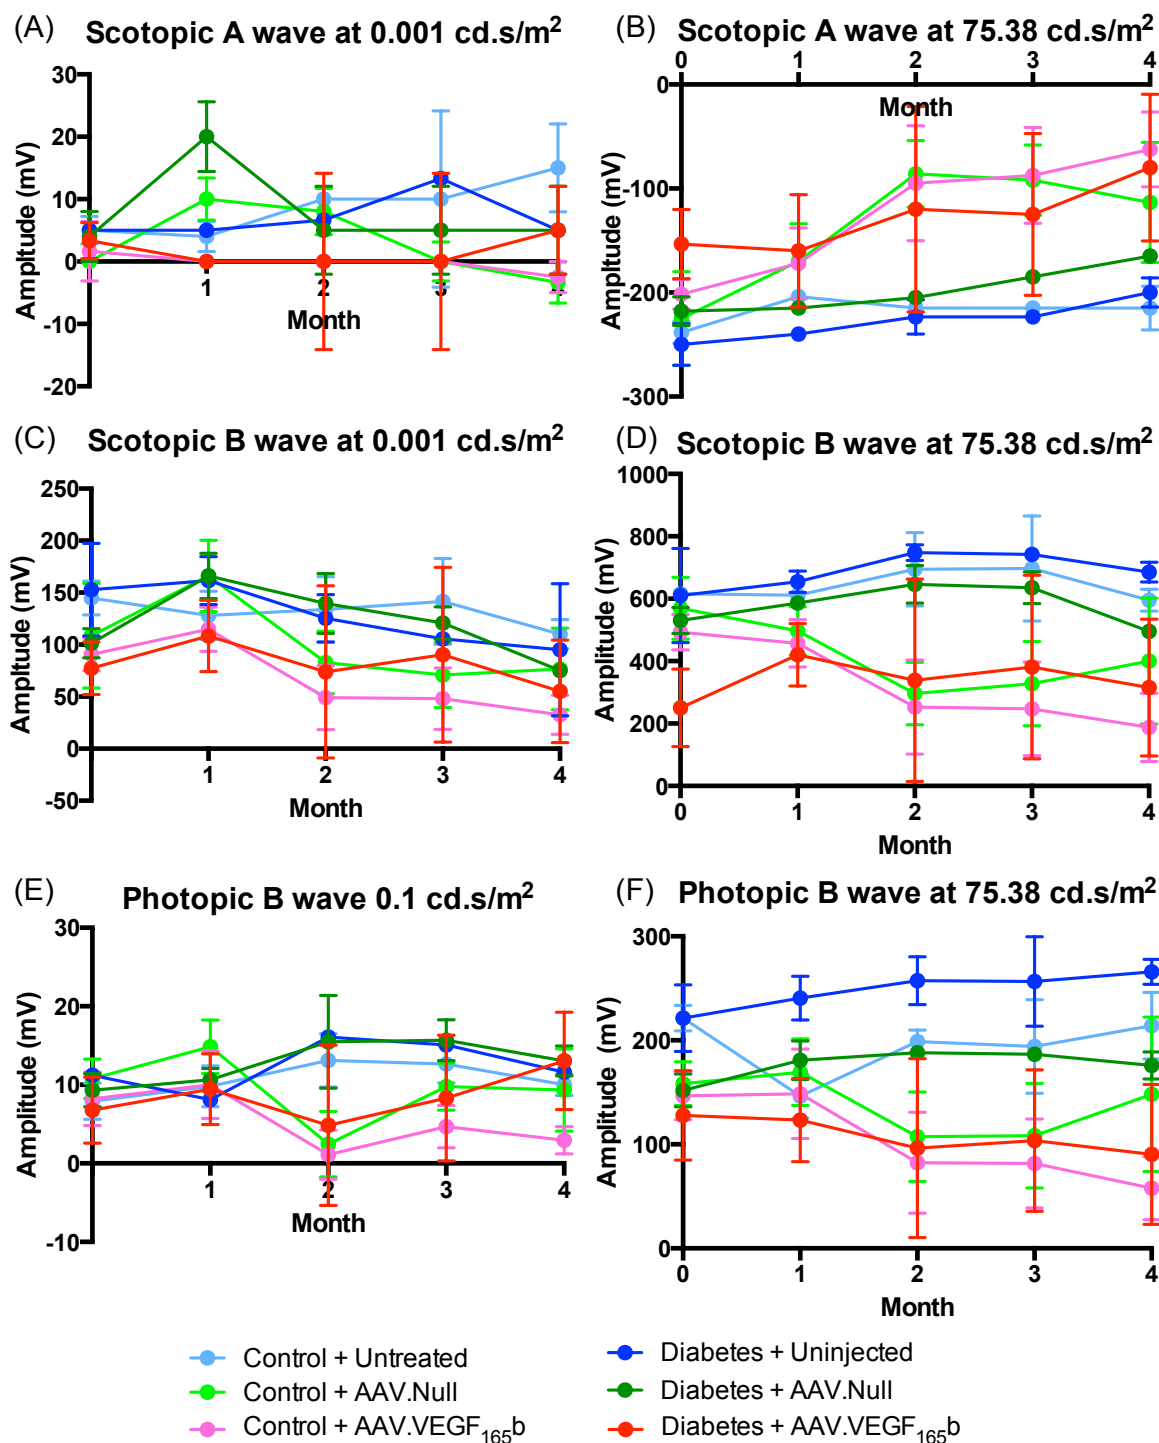 (A) Scotopic A wave at 0.001 cd.s/m²
30
20
10
0
-10
-20
Ampltude (mV)
1
2
3
4
Month
(B) Scotopic A wave at 75.38 cd.s/m²
0
1
2
3
4
Month
0
-100
-200
-300
Ampltude (mV)
(C) Scotopic B wave at 0.001 cd.s/m²
250
200
150
100
50
0
-50
Ampltude (mV)
1
2
3
4
Month
(D) Scotopic B wave at 75.38 cd.s/m²
1000
800
600
400
200
0
Ampltude (mV)
0
1
2
3
4
Month
(E) Photopic B wave 0.1 cd.s/m²
30
20
10
0
-10
Ampltude (mV)
1
2
3
4
Month
(F) Photopic B wave at 75.38 cd.s/m²
300
200
100
0
Ampltude (mV)
0
1
2
3
4
Month
Control + Untreated
Control + AAV.Null
Control + AAV.VEGF₁₆₅b
Diabetes + Uninjected
Diabetes + AAV.Null
Diabetes + AAV.VEGF₁₆₅b